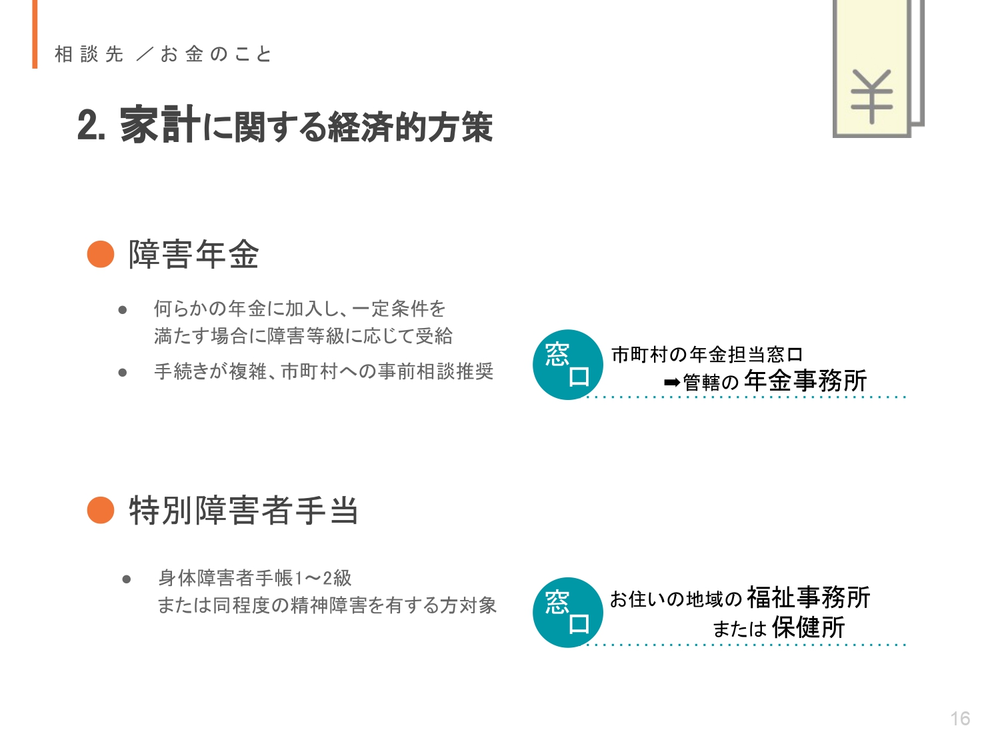 相談先／お金のこと
¥
2. 家計に関する経済的方策
● 障害年金
● 何らかの年金に加入し、一定条件を
満たす場合に障害等級に応じて受給
● 手続きが複雑、市町村への事前相談推奨
窓口
市町村の年金担当窓口
➡管轄の 年金事務所
● 特別障害者手当
● 身体障害者手帳1～2級
または同程度の精神障害を有する方対象
窓口
お住いの地域の 福祉事務所
または 保健所
16